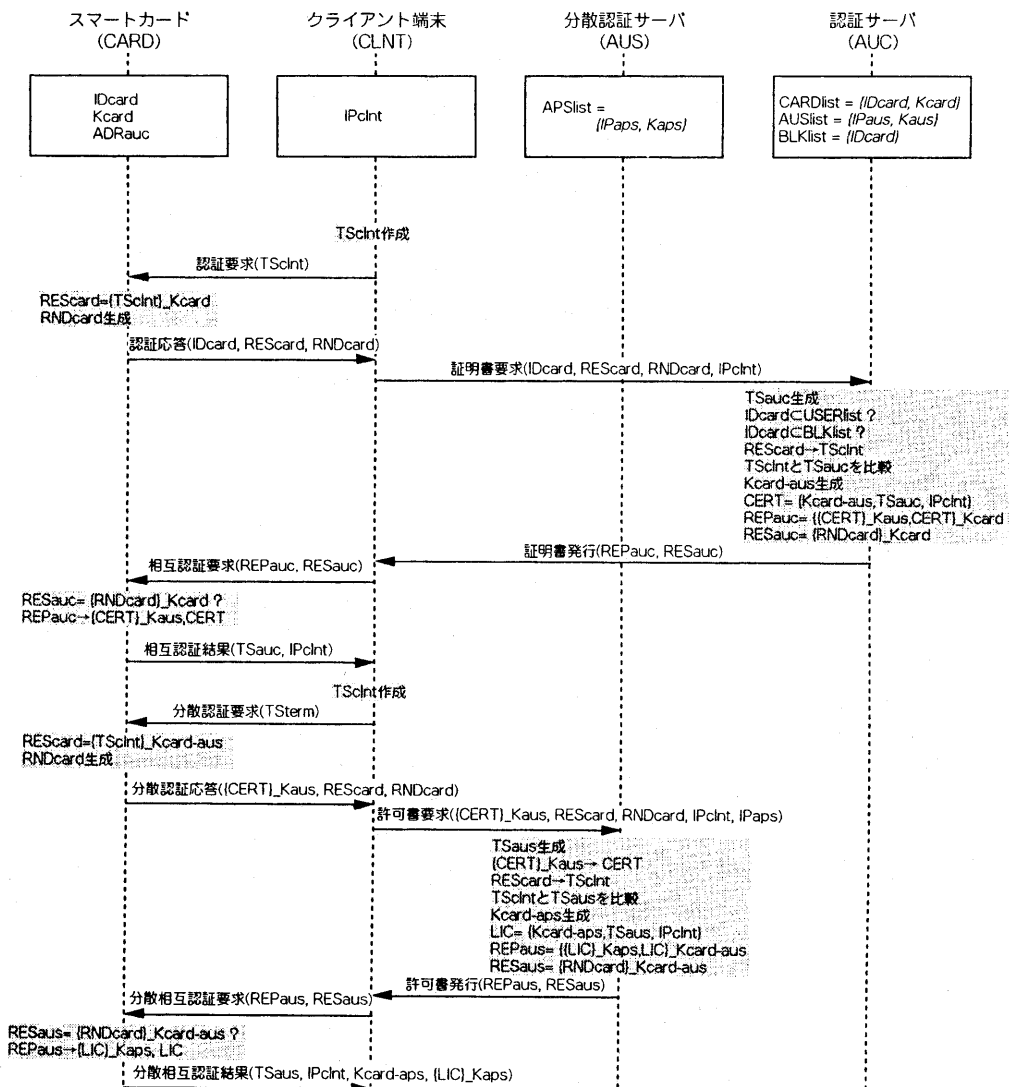 スマートカード
(CARD)
クライアント端末
(CLNT)
分散認証サーバ
(AUS)
認証サーバ
(AUC)
IDcard
Kcard
ADRauc
IPclnt
APSlist =
{IPaps, Kaps}
CARDlist = {IDcard, Kcard}
AUSlist = {IPaus, Kaus}
BLKlist = {IDcard}
TSclnt作成
認証要求(TSclnt)
REScard={TSclnt}_Kcard
RNDcard生成
認証応答(IDcard, REScard, RNDcard)
証明書要求(IDcard, REScard, RNDcard, IPclnt)
TSauc生成
IDcard⊂USERlist ?
IDcard⊂BLKlist ?
REScard→TSclnt
TSclntとTSaucを比較
Kcard-aus生成
CERT= {Kcard-aus,TSauc, IPclnt}
REPauc= {{CERT}_Kaus,CERT}_Kcard
RESauc= {RNDcard}_Kcard
証明書発行(REPauc, RESauc)
相互認証要求(REPauc, RESauc)
RESauc= {RNDcard}_Kcard ?
REPauc→{CERT}_Kaus,CERT
相互認証結果(TSauc, IPclnt)
TSclnt作成
分散認証要求(TSterm)
REScard={TSclnt}_Kcard-aus
RNDcard生成
分散認証応答({CERT}_Kaus, REScard, RNDcard)
許可書要求({CERT}_Kaus, REScard, RNDcard, IPclnt, IPaps)
TSaus生成
{CERT}_Kaus→ CERT
REScard→TSclnt
TSclntとTSausを比較
Kcard-aps生成
LIC= {Kcard-aps,TSaus, IPclnt}
REPaus= {{LIC}_Kaps,LIC}_Kcard-aus
RESaus= {RNDcard}_Kcard-aus
許可書発行(REPaus, RESaus)
分散相互認証要求(REPaus, RESaus)
RESaus= {RNDcard}_Kcard-aus ?
REPaus→{LIC}_Kaps, LIC
分散相互認証結果(TSaus, IPclnt, Kcard-aps, {LIC}_Kaps)